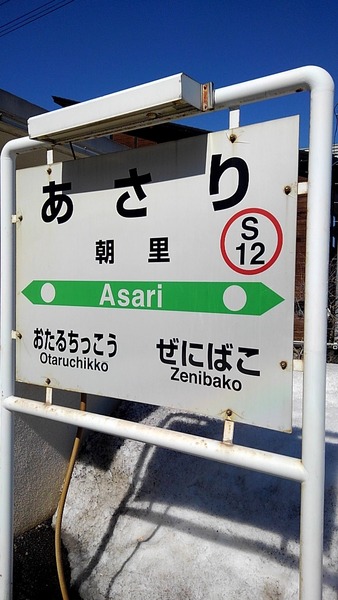 あさり
朝里
S
12
Asari
おたるちっこう
Otaruchikko
ぜにばこ
Zenibako